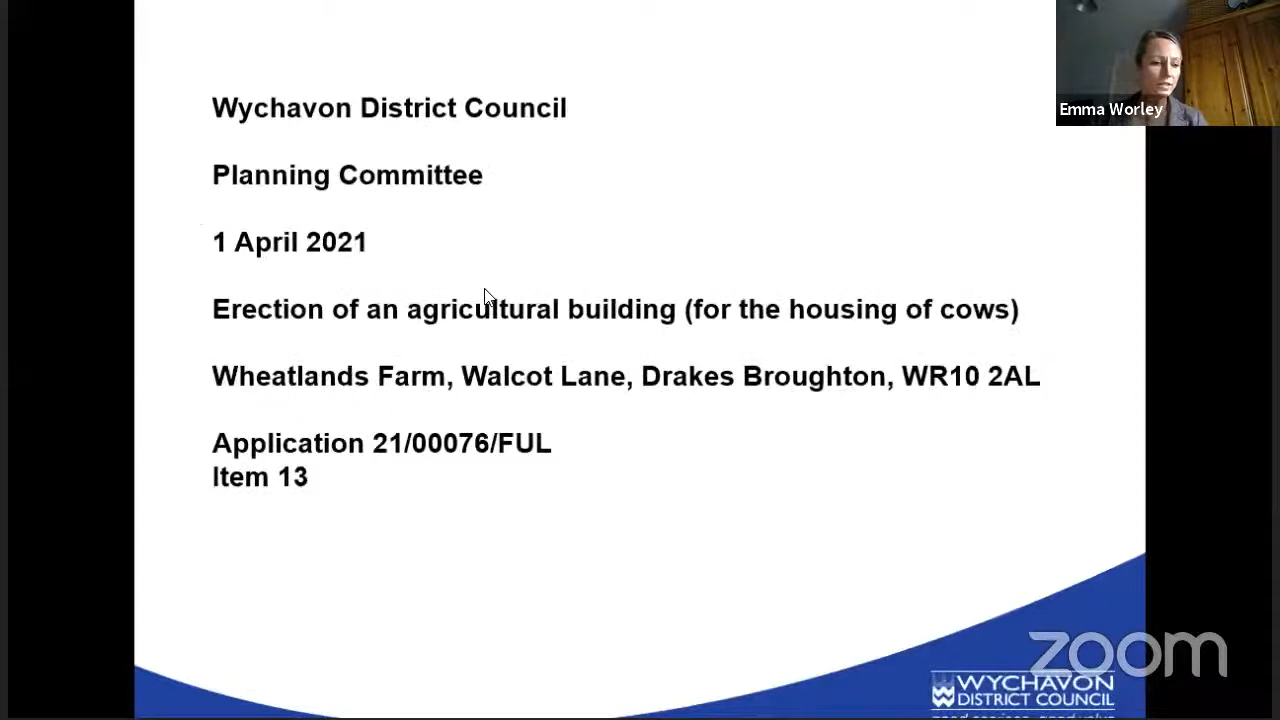 Wychavon District Council
Emma Worley
Planning Committee
1 April 2021
Erection of an agricultural building (for the housing of cows)
Wheatlands Farm, Walcot Lane, Drakes Broughton, WR10 2AL
Application 21/00076/FUL
Item 13
zoom
WYCHAVON
DISTRICT COUNCIL